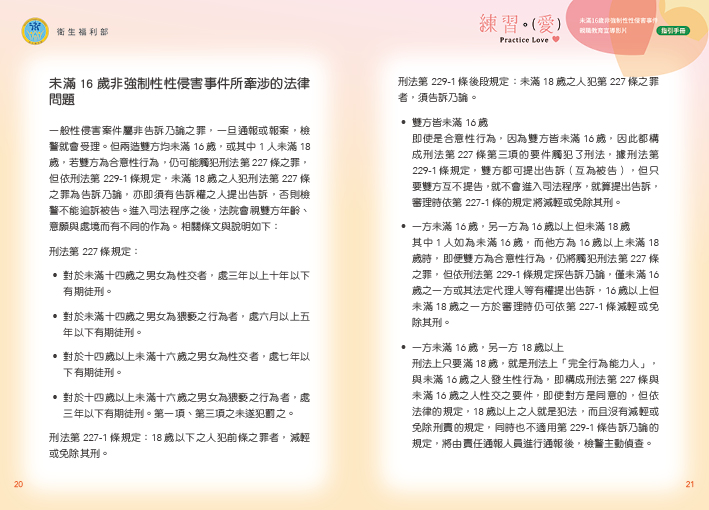 衛生福利部
未滿 16 歲非強制性性侵害事件所牽涉的法律
問題
一般性侵害案件屬非告訴乃論之罪，一旦通報或報案，檢
警就會受理。但兩造雙方均未滿 16 歲，或其中 1 人未滿 18
歲，若雙方為合意性行為，仍可能觸犯刑法第 227 條之罪，
但依刑法第 229-1 條規定，未滿 18 歲之人犯刑法第 227 條
之罪為告訴乃論，亦即須有告訴權之人提出告訴，否則檢
警不能追訴被告。進入司法程序之後，法院會視雙方年齡、
意願與處境而有不同的作為。相關條文與說明如下：
刑法第 227 條規定：
• 對於未滿十四歲之男女為性交者，處三年以上十年以下
有期徒刑。
• 對於未滿十四歲之男女為猥褻之行為者，處六月以上五
年以下有期徒刑。
• 對於十四歲以上未滿十六歲之男女為性交者，處七年以
下有期徒刑。
• 對於十四歲以上未滿十六歲之男女為猥褻之行為者，處
三年以下有期徒刑。第一項、第三項之未遂犯罰之。
刑法第 227-1 條規定：18 歲以下之人犯前條之罪者，減輕
或免除其刑。
20
練習。(愛)
Practice Love
未滿16歲非強制性性侵害事件
親職教育宣導影片
指引手冊
刑法第 229-1 條後段規定：未滿 18 歲之人犯第 227 條之罪
者，須告訴乃論。
• 雙方皆未滿 16 歲
即使是合意性行為，因為雙方皆未滿 16 歲，因此都構
成刑法第 227 條第三項的要件觸犯了刑法，據刑法第
229-1 條規定，雙方都可提出告訴（互為被告），但只
要雙方互不提告，就不會進入司法程序，就算提出告訴，
審理時依第 227-1 條的規定將減輕或免除其刑。
• 一方未滿 16 歲，另一方為 16 歲以上但未滿 18 歲
其中 1 人如為未滿 16 歲，而他方為 16 歲以上未滿 18
歲時，即便雙方為合意性行為，仍將觸犯刑法第 227 條
之罪，但依刑法第 229-1 條規定採告訴乃論，僅未滿 16
歲之一方或其法定代理人等有權提出告訴，16 歲以上但
未滿 18 歲之一方於審理時仍可依第 227-1 條減輕或免
除其刑。
• 一方未滿 16 歲，另一方 18 歲以上
刑法上只要滿 18 歲，就是刑法上「完全行為能力人」，
與未滿 16 歲之人發生性行為，即構成刑法第 227 條與
未滿 16 歲之人性交之要件，即使對方是同意的，但依
法律的規定，18 歲以上之人就是犯法，而且沒有減輕或
免除刑責的規定，同時也不適用第 229-1 條告訴乃論的
規定，將由責任通報人員進行通報後，檢警主動偵查。
21